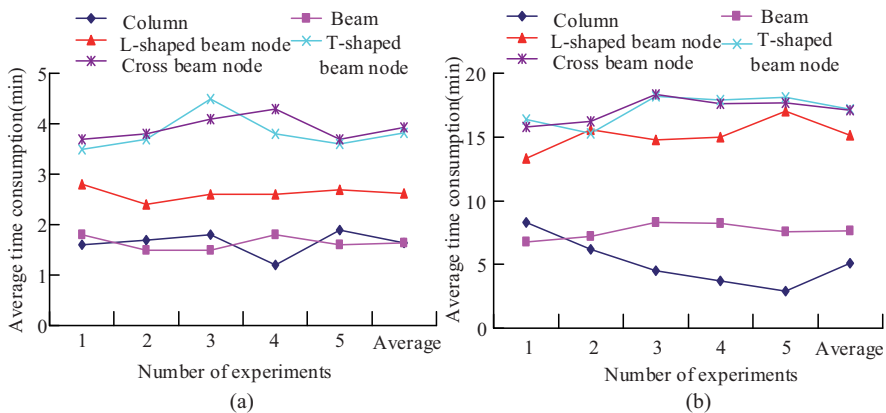 Column
Beam
L-shaped beam node
T-shaped
beam node
Cross beam node
Average time consumption(min)
5
4
3
2
1
0
1
2
3
4
5
Average
Number of experiments
(a)
Column
Beam
L-shaped beam node
T-shaped
beam node
Cross beam node
Average time consumption(min)
20
15
10
5
0
1
2
3
4
5
Average
Number of experiments
(b)